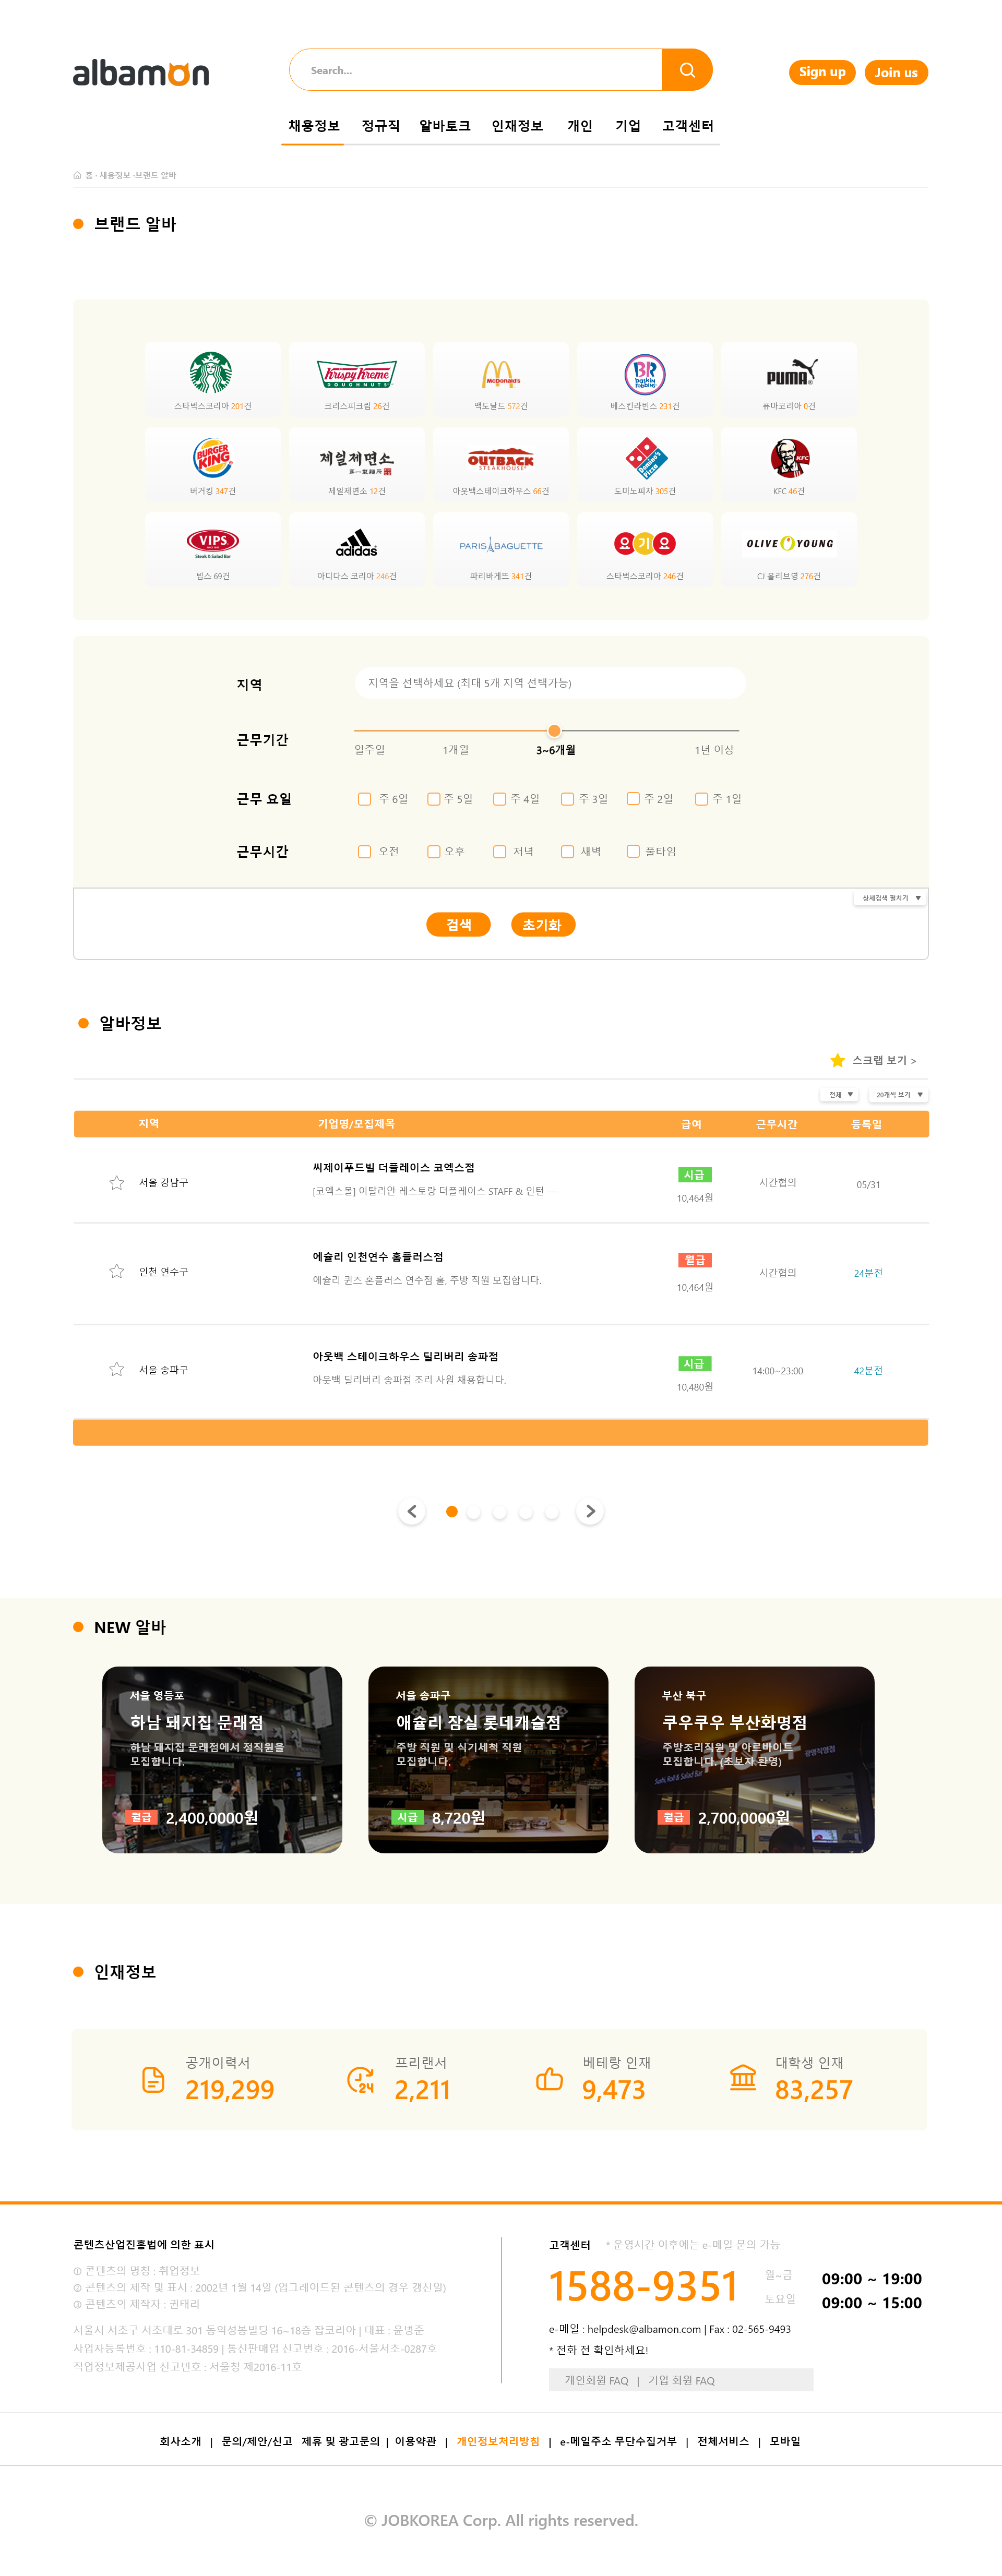 albamon
Search...
Sign up
Join us
채용정보 정규직 알바토크 인재정보 개인 기업 고객센터
홈 · 채용정보 ·브랜드 알바
브랜드 알바
스타벅스코리아 201건
Krispy Kreme
DOUGHNUTS
크리스피크림 26건
McDonald's
맥도날드 572건
BR
baskin robbins
베스킨라빈스 231건
PUMA
퓨마코리아 0건
BURGER KING
버거킹 347건
제일제면소
제일제면소 12건
OUTBACK
STEAKHOUSE
아웃백스테이크하우스 66건
Domino's Pizza
도미노피자 305건
KFC
KFC 46건
VIPS
Steak & Salad Bar
빕스 69건
adidas
아디다스 코리아 246건
PARIS BAGUETTE
파리바게뜨 341건
요기요
스타벅스코리아 246건
OLIVE YOUNG
CJ 올리브영 276건
지역
지역을 선택하세요 (최대 5개 지역 선택가능)
근무기간
일주일 1개월 3~6개월 1년 이상
근무 요일
주 6일 주 5일 주 4일 주 3일 주 2일 주 1일
근무시간
오전 오후 저녁 새벽 풀타임
상세검색 펼치기 ▼
검색 초기화
알바정보
스크랩 보기 >
전체 ▼ 20개씩 보기 ▼
지역 기업명/모집제목 급여 근무시간 등록일
서울 강남구
씨제이푸드빌 더플레이스 코엑스점
[코엑스몰] 이탈리안 레스토랑 더플레이스 STAFF & 인턴 ---
시급
10,464원
시간협의
05/31
인천 연수구
에슐리 인천연수 홈플러스점
에슐리 퀸즈 혼플러스 연수점 홀, 주방 직원 모집합니다.
월급
10,464원
시간협의
24분전
서울 송파구
아웃백 스테이크하우스 딜리버리 송파점
아웃백 딜리버리 송파점 조리 사원 채용합니다.
시급
10,480원
14:00~23:00
42분전
NEW 알바
서울 영등포
하남 돼지집 문래점
하남 돼지집 문래점에서 정직원을
모집합니다.
월급 2,400,0000원
서울 송파구
애슐리 잠실 롯데캐슬점
주방 직원 및 식기세척 직원
모집합니다.
시급 8,720원
부산 북구
쿠우쿠우 부산화명점
주방조리직원 및 아르바이트
모집합니다. (초보자 환영)
월급 2,700,0000원
인재정보
공개이력서
219,299
프리랜서
2,211
베테랑 인재
9,473
대학생 인재
83,257
콘텐츠산업진흥법에 의한 표시
① 콘텐츠의 명칭 : 취업정보
② 콘텐츠의 제작 및 표시 : 2002년 1월 14일 (업그레이드된 콘텐츠의 경우 갱신일)
③ 콘텐츠의 제작자 : 권태리
서울시 서초구 서초대로 301 동익성봉빌딩 16~18층 잡코리아 | 대표 : 윤병준
사업자등록번호 : 110-81-34859 | 통신판매업 신고번호 : 2016-서울서초-0287호
직업정보제공사업 신고번호 : 서울청 제2016-11호
고객센터 * 운영시간 이후에는 e-메일 문의 가능
1588-9351
월~금 09:00 ~ 19:00
토요일 09:00 ~ 15:00
e-메일 : helpdesk@albamon.com | Fax : 02-565-9493
* 전화 전 확인하세요!
개인회원 FAQ | 기업 회원 FAQ
회사소개 | 문의/제안/신고 제휴 및 광고문의 | 이용약관 | 개인정보처리방침 | e-메일주소 무단수집거부 | 전체서비스 | 모바일
© JOBKOREA Corp. All rights reserved.